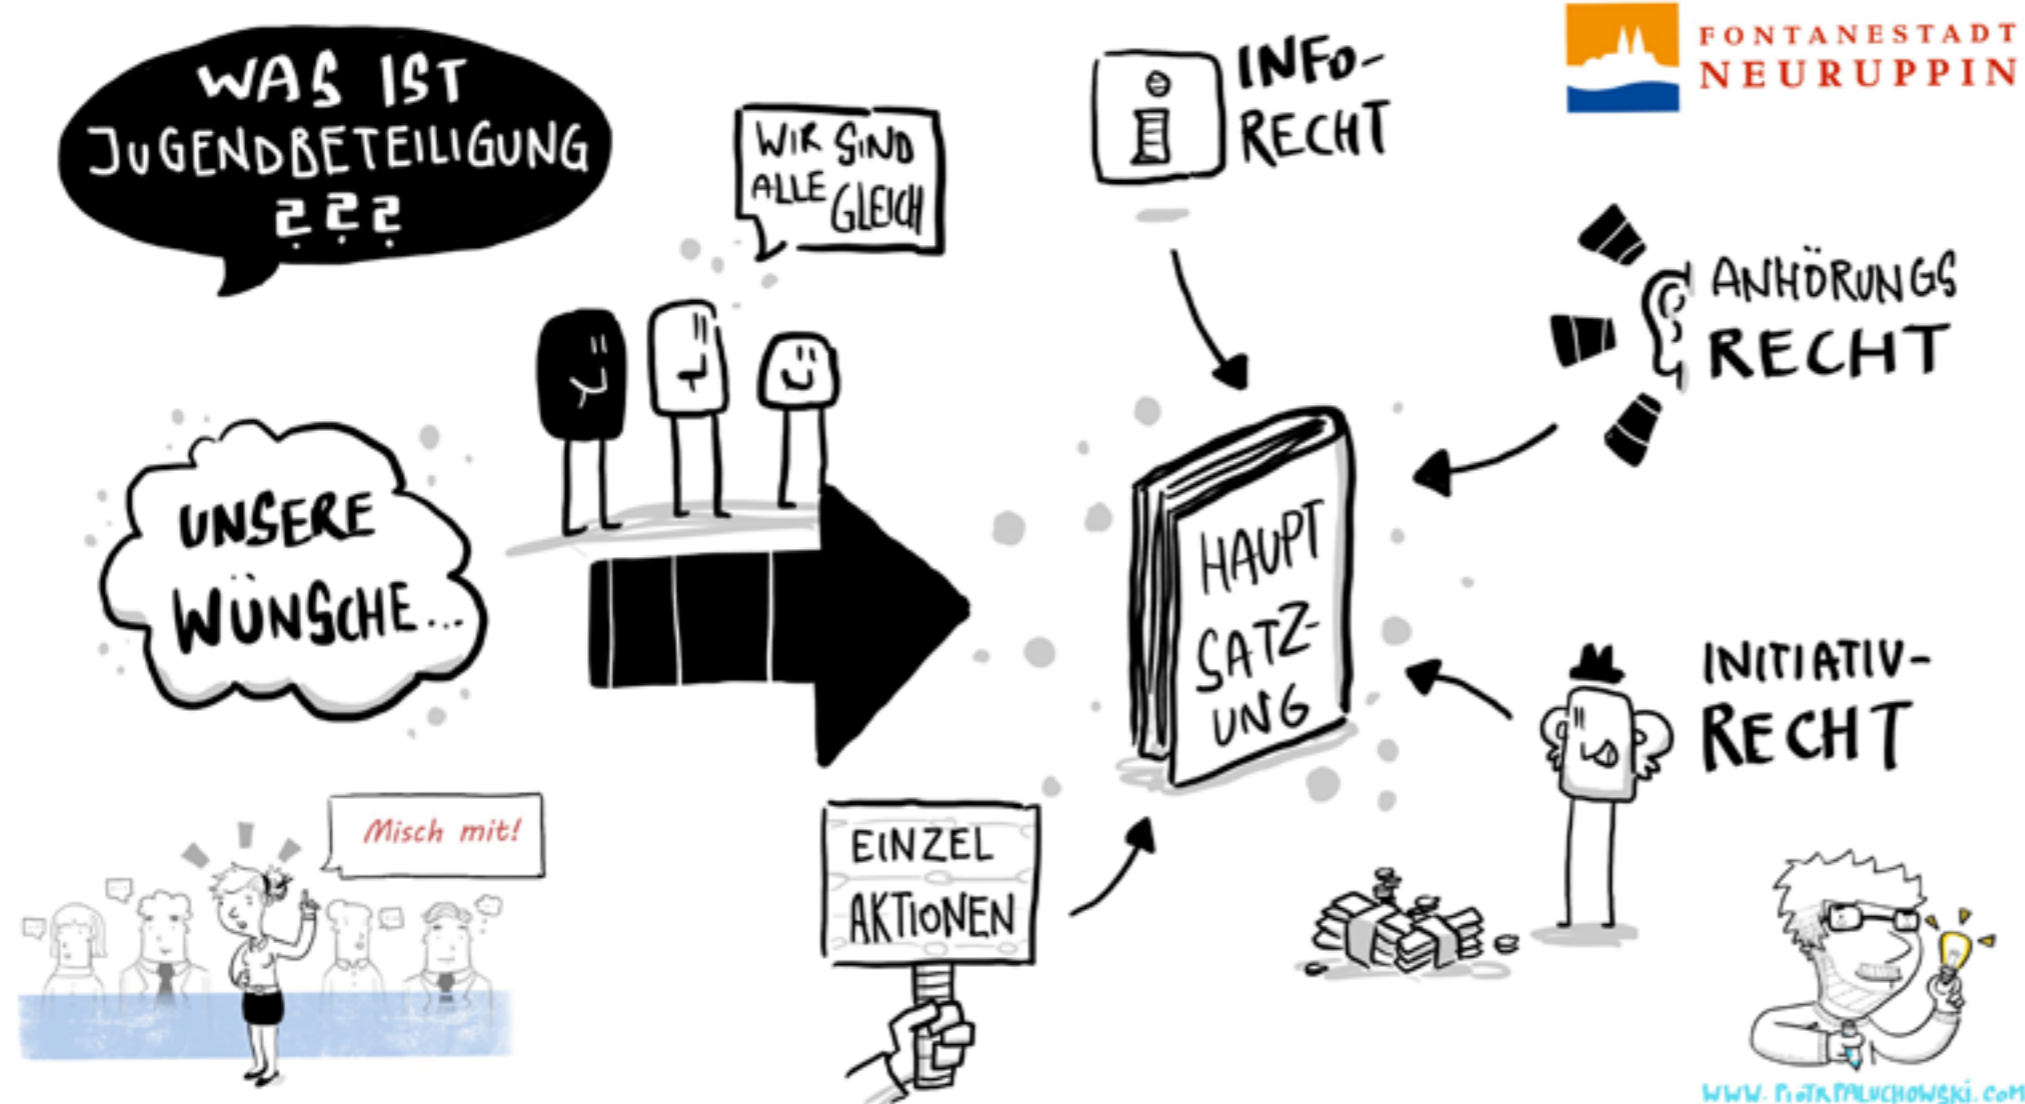 WAS IST
JUGENDBETEILIGUNG
???
WIR SIND
ALLE GLEICH
INFO-
RECHT
FONTANESTADT
NEURUPPIN
ANHÖRUNGS
RECHT
UNSERE
WÜNSCHE...
HAUPT
SATZ-
UNG
INITIATIV-
RECHT
Misch mit!
EINZEL
AKTIONEN
WWW.PIOTRPALUCHOWSKI.COM